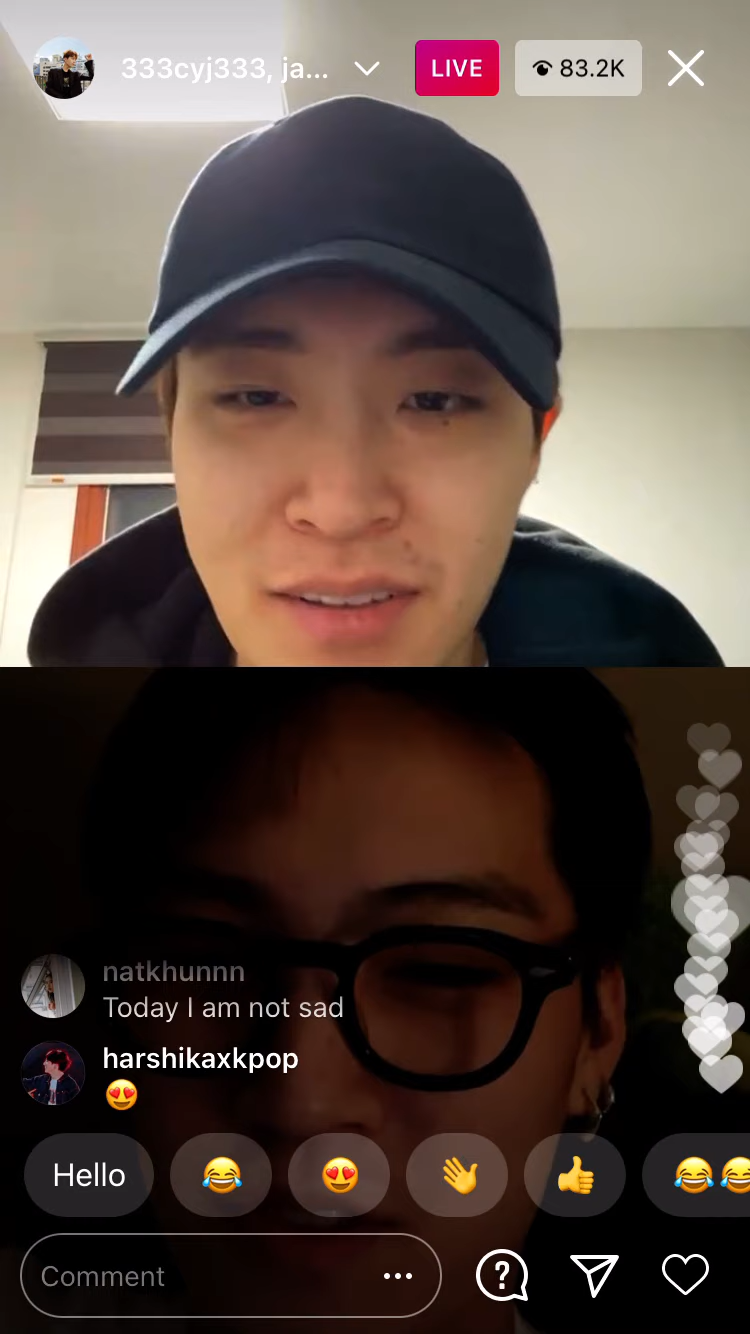 333cyj333, ja...
LIVE
83.2K
natkhunnn
Today I am not sad
harshikaxkpop
😍
Hello
😂
😍
👋
👍
😂😂
Comment